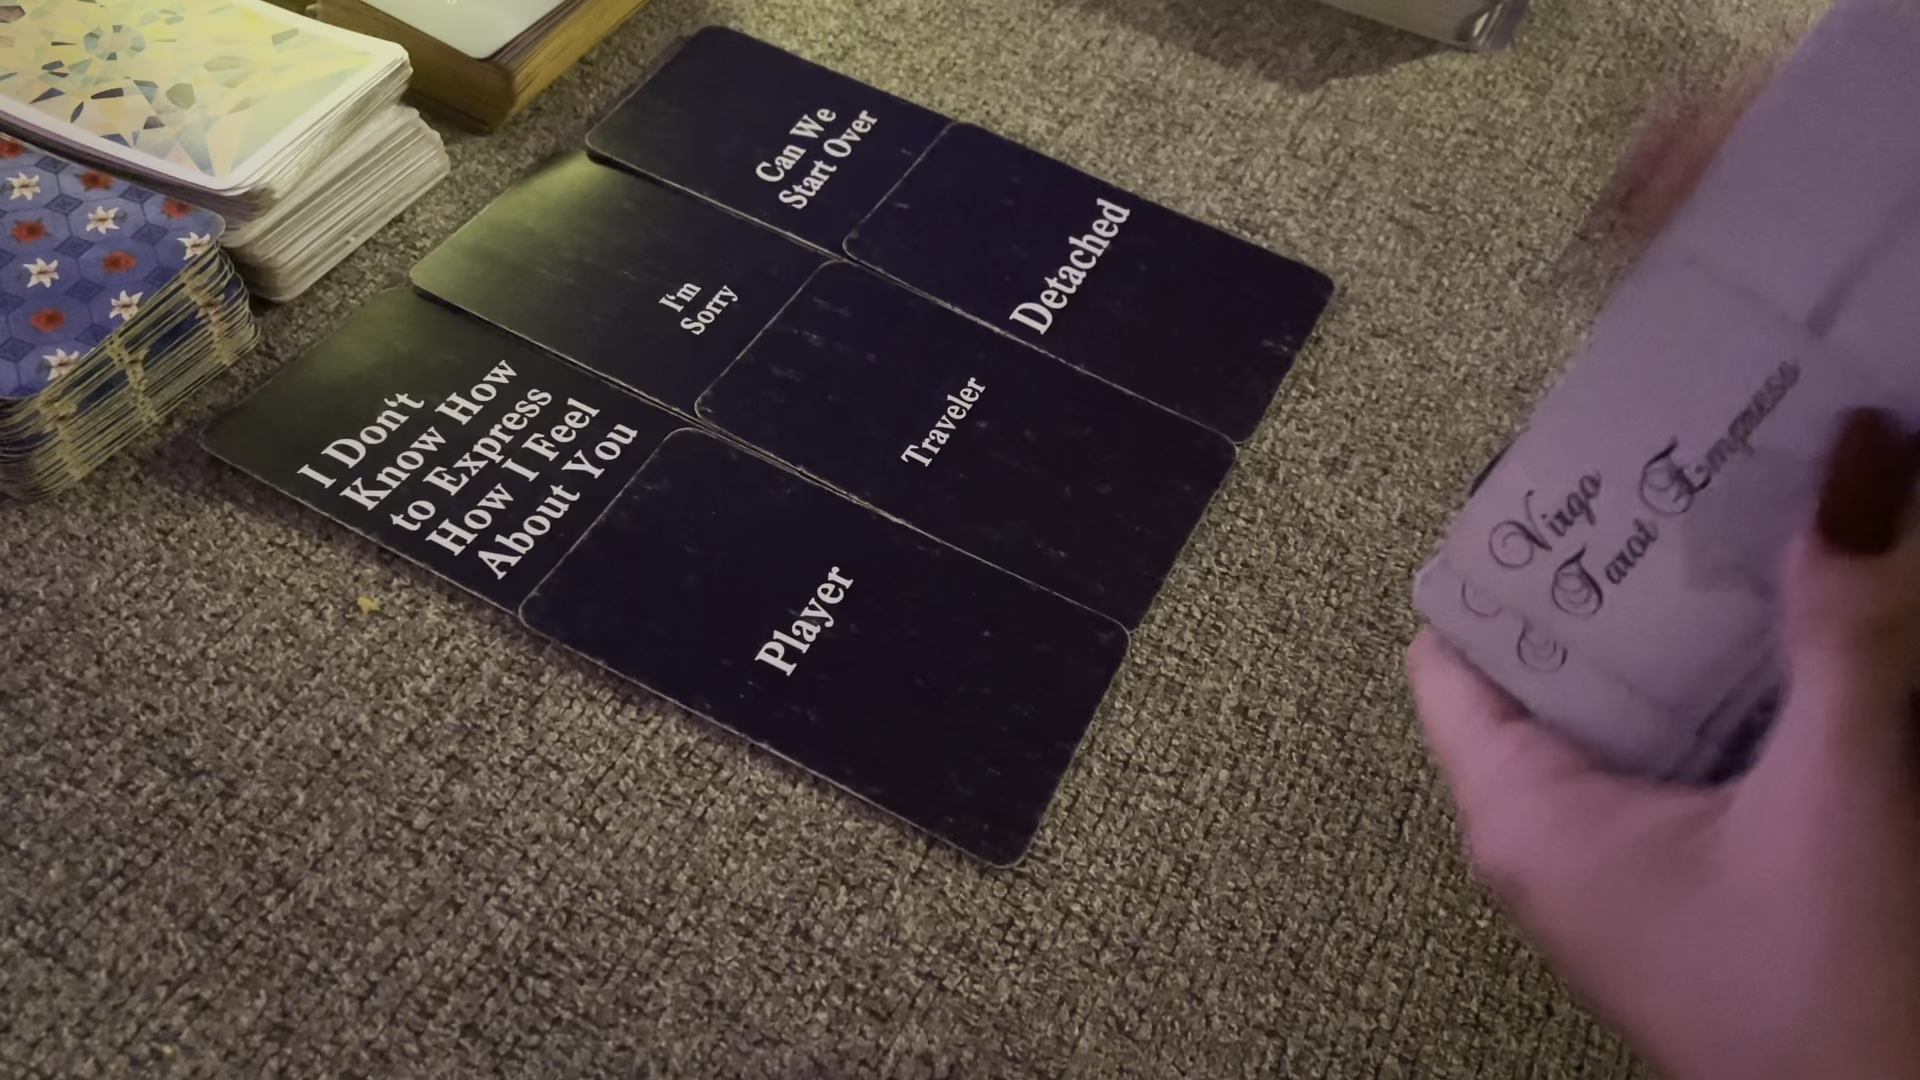 Can We
Start Over
Detached
I'm
Sorry
Traveler
I Don't
Know How
to Express
How I Feel
About You
Player
Virgo
Tarot Empress